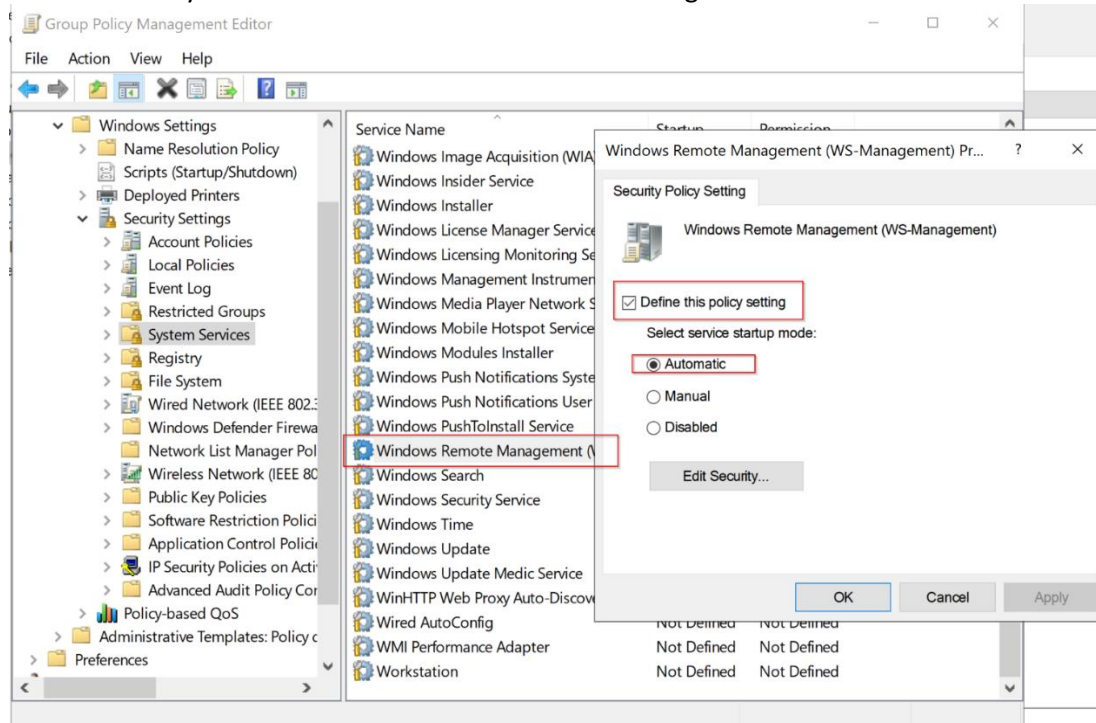 Group Policy Management Editor
File Action View Help
Windows Settings
Name Resolution Policy
Scripts (Startup/Shutdown)
Deployed Printers
Security Settings
Account Policies
Local Policies
Event Log
Restricted Groups
System Services
Registry
File System
Wired Network (IEEE 802.3
Windows Defender Firewa
Network List Manager Pol
Wireless Network (IEEE 80
Public Key Policies
Software Restriction Polici
Application Control Policie
IP Security Policies on Acti
Advanced Audit Policy Cor
Policy-based QoS
Administrative Templates: Policy
Preferences
Service Name Startup Permission
Windows Image Acquisition (WIA
Windows Insider Service
Windows Installer
Windows License Manager Service
Windows Licensing Monitoring Se
Windows Management Instrumen
Windows Media Player Network S
Windows Mobile Hotspot Service
Windows Modules Installer
Windows Push Notifications Syste
Windows Push Notifications User
Windows PushToInstall Service
Windows Remote Management (
Windows Search
Windows Security Service
Windows Time
Windows Update
Windows Update Medic Service
WinHTTP Web Proxy Auto-Discov
Wired AutoConfig Not Defined Not Defined
WMI Performance Adapter Not Defined Not Defined
Workstation Not Defined Not Defined
Windows Remote Management (WS-Management) Pr... ?
Security Policy Setting
Windows Remote Management (WS-Management)
Define this policy setting
Select service startup mode:
Automatic
Manual
Disabled
Edit Security...
OK Cancel Apply